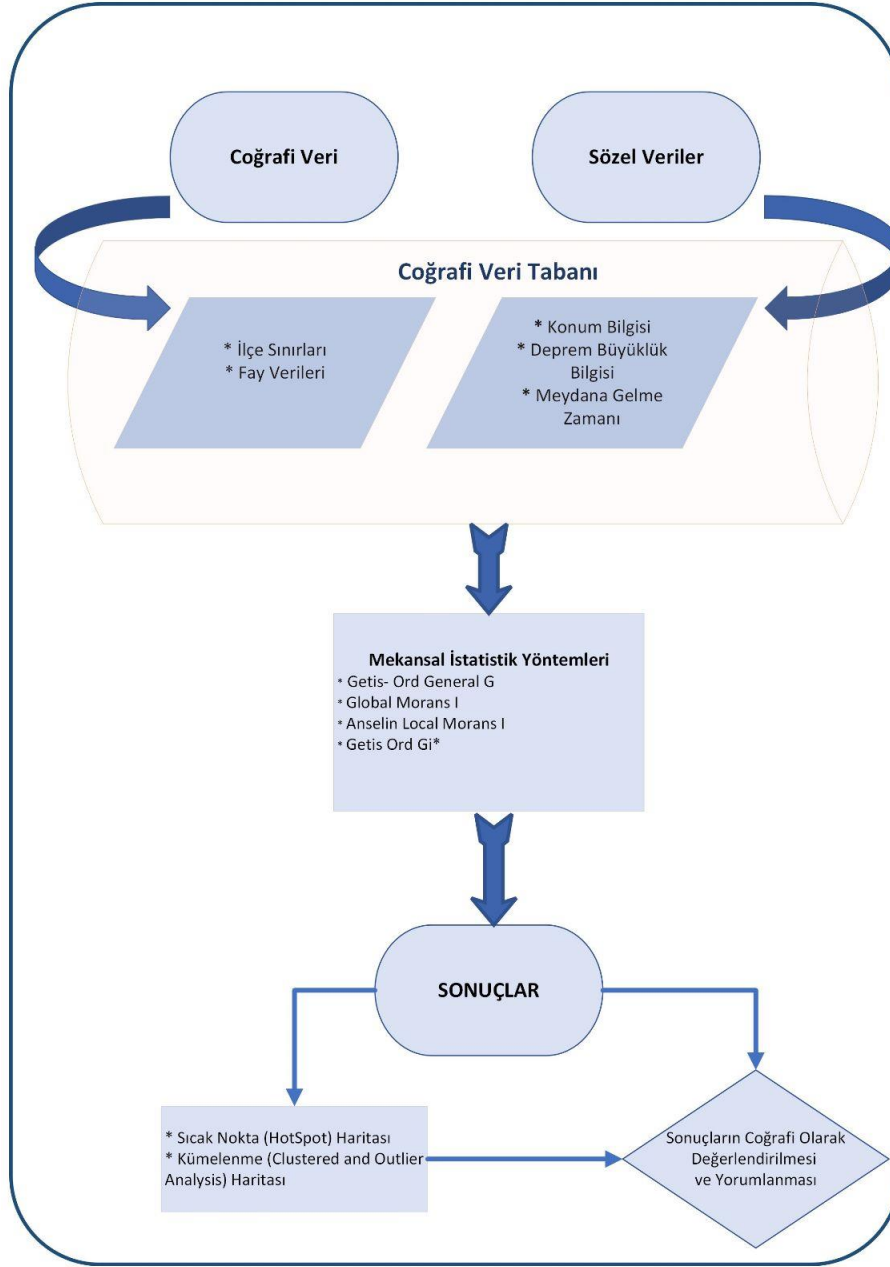 Coğrafi Veri
Sözel Veriler
Coğrafi Veri Tabanı
* İlçe Sınırları
* Fay Verileri
* Konum Bilgisi
* Deprem Büyüklük
Bilgisi
* Meydana Gelme
Zamanı
Mekansal İstatistik Yöntemleri
* Getis- Ord General G
* Global Morans I
* Anselin Local Morans I
* Getis Ord Gi*
SONUÇLAR
* Sıcak Nokta (HotSpot) Haritası
* Kümelenme (Clustered and Outlier
Analysis) Haritası
Sonuçların Coğrafi Olarak
Değerlendirilmesi
ve Yorumlanması